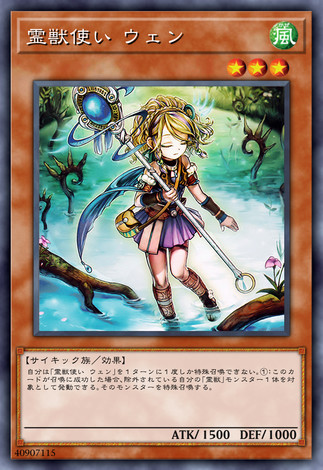 霊獣使い ウェン
風
【サイキック族／効果】
自分は「霊獣使い ウェン」を１ターンに１度しか特殊召喚できない。①：このカ
ードが召喚に成功した場合、除外されている自分の「霊獣」モンスター１体を対
象として発動できる。そのモンスターを特殊召喚する。
ATK/ 1500 DEF/1000
40907115